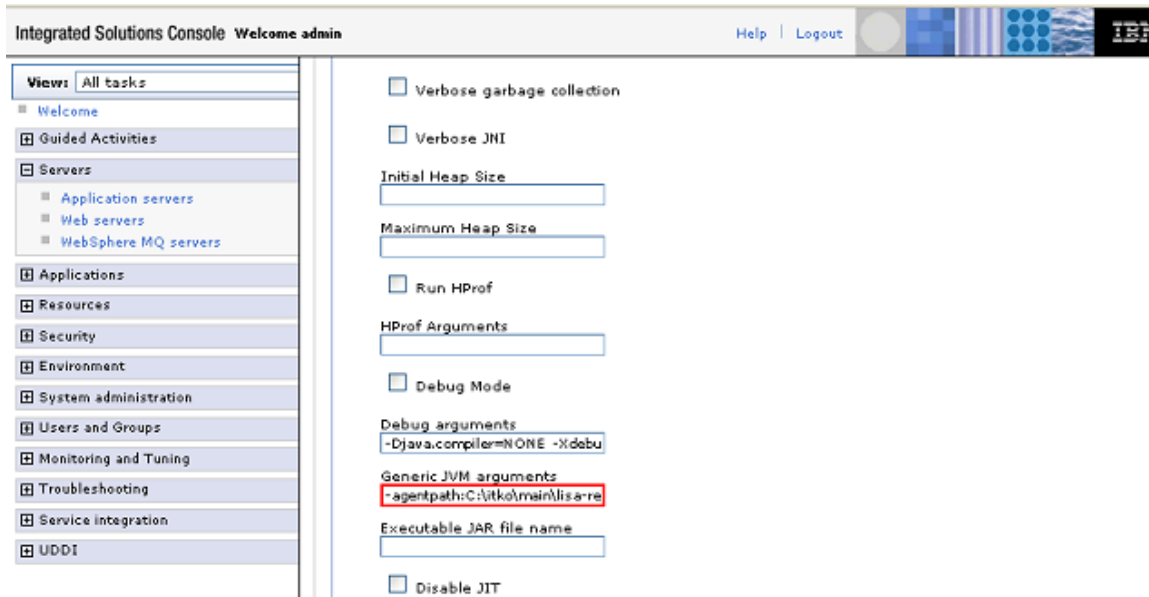 Integrated Solutions Console Welcome admin
Help | Logout
IBM
View: All tasks
Welcome
Guided Activities
Servers
Application servers
Web servers
WebSphere MQ servers
Applications
Resources
Security
Environment
System administration
Users and Groups
Monitoring and Tuning
Troubleshooting
Service integration
UDDI
Verbose garbage collection
Verbose JNI
Initial Heap Size
Maximum Heap Size
Run HProf
HProf Arguments
Debug Mode
Debug arguments
-Djava.compiler=NONE -Xdebu
Generic JVM arguments
-agentpath:C:\itko\main\lisa-re
Executable JAR file name
Disable JIT